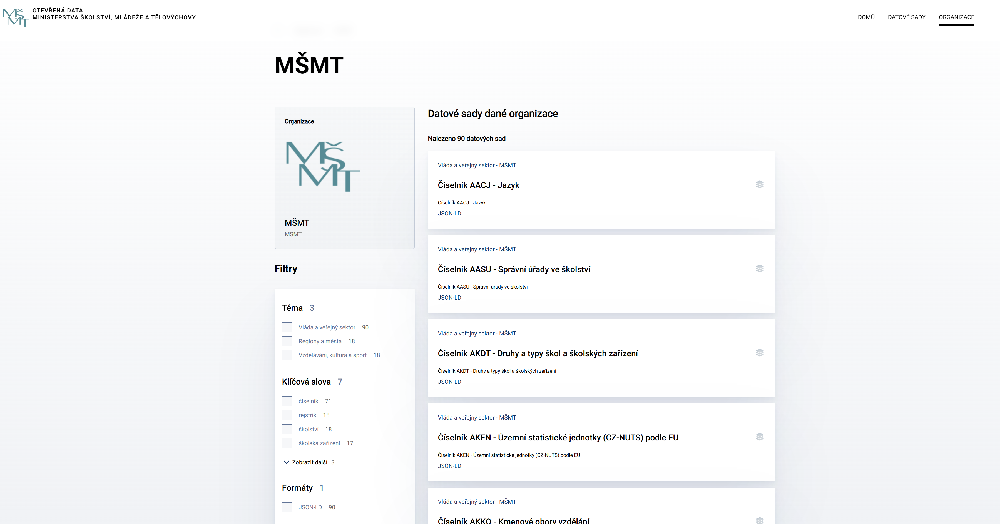 MŠMT
OTEVŘENÁ DATA
MINISTERSTVA ŠKOLSTVÍ, MLÁDEŽE A TĚLOVÝCHOVY
DOMŮ
DATOVÉ SADY
ORGANIZACE
MŠMT
Organizace
MŠMT
MŠMT
MSMT
Filtry
Téma 3
Vláda a veřejný sektor 90
Regiony a města 18
Vzdělávání, kultura a sport 18
Klíčová slova 7
číselník 71
rejstřík 18
školství 18
školská zařízení 17
Zobrazit další 3
Formáty 1
JSON-LD 90
Datové sady dané organizace
Nalezeno 90 datových sad
Vláda a veřejný sektor - MŠMT
Číselník AACJ - Jazyk
Číselník AACJ - Jazyk
JSON-LD
Vláda a veřejný sektor - MŠMT
Číselník AASU - Správní úřady ve školství
Číselník AASU - Správní úřady ve školství
JSON-LD
Vláda a veřejný sektor - MŠMT
Číselník AKDT - Druhy a typy škol a školských zařízení
Číselník AKDT - Druhy a typy škol a školských zařízení
JSON-LD
Vláda a veřejný sektor - MŠMT
Číselník AKEN - Územní statistické jednotky (CZ-NUTS) podle EU
Číselník AKEN - Územní statistické jednotky (CZ-NUTS) podle EU
JSON-LD
Vláda a veřejný sektor - MŠMT
Číselník AKKO - Kmenové obory vzdělání